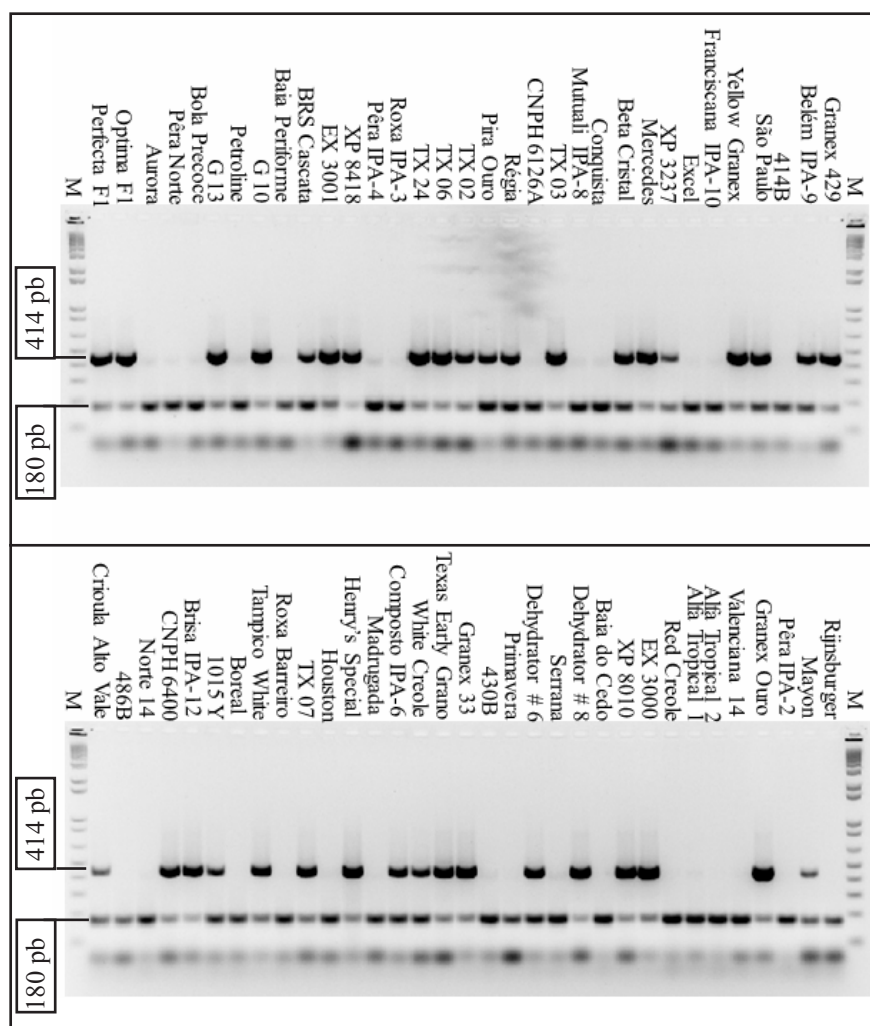 M
Perfecta F1
Optima F1
Aurora
Pêra Norte
Bola Precoce
G 13
Petroline
G 10
Baia Periforme
BRS Cascata
EX 3001
XP 8418
Pêra IPA-4
Roxa IPA-3
TX 24
TX 06
TX 02
Pira Ouro
Régia
CNPH 6126A
TX 03
Mutuali IPA-8
Conquista
Beta Cristal
Mercedes
XP 3237
Excel
Franciscana IPA-10
Yellow Granex
São Paulo
414B
Belém IPA-9
Granex 429
M
414 pb
180 pb
M
Crioula Alto Vale
486B
Norte 14
CNPH 6400
Brisa IPA-12
1015 Y
Boreal
Tampico White
Roxa Barreiro
TX 07
Houston
Henry's Special
Madrugada
Composto IPA-6
White Creole
Texas Early Grano
Granex 33
430B
Primavera
Dehydrator # 6
Serrana
Dehydrator # 8
Baia do Cedo
XP 8010
EX 3000
Red Creole
Alfa Tropical 1
Alfa Tropical 2
Valenciana 14
Granex Ouro
Pêra IPA-2
Mayon
Rijnsburger
M
414 pb
180 pb